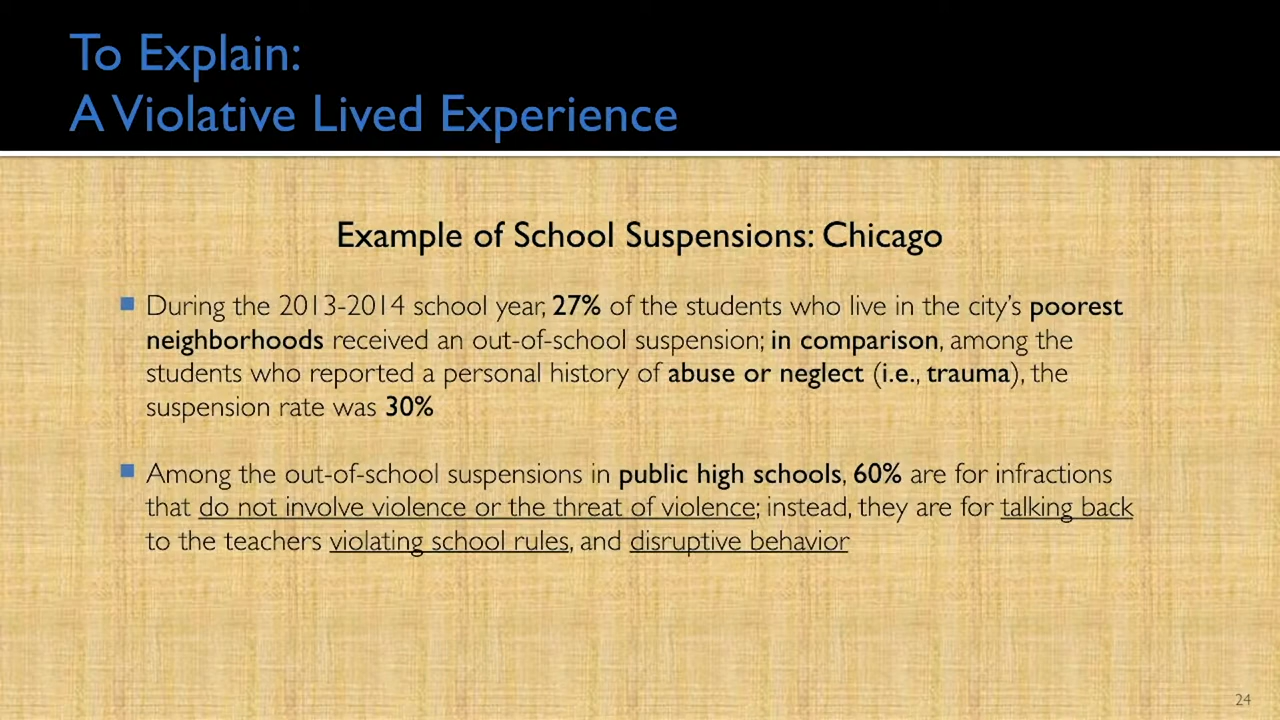 To Explain:
A Violative Lived Experience
Example of School Suspensions: Chicago
During the 2013-2014 school year, 27% of the students who live in the city's poorest
neighborhoods received an out-of-school suspension; in comparison, among the
students who reported a personal history of abuse or neglect (i.e., trauma), the
suspension rate was 30%
Among the out-of-school suspensions in public high schools, 60% are for infractions
that do not involve violence or the threat of violence; instead, they are for talking back
to the teachers violating school rules, and disruptive behavior
24